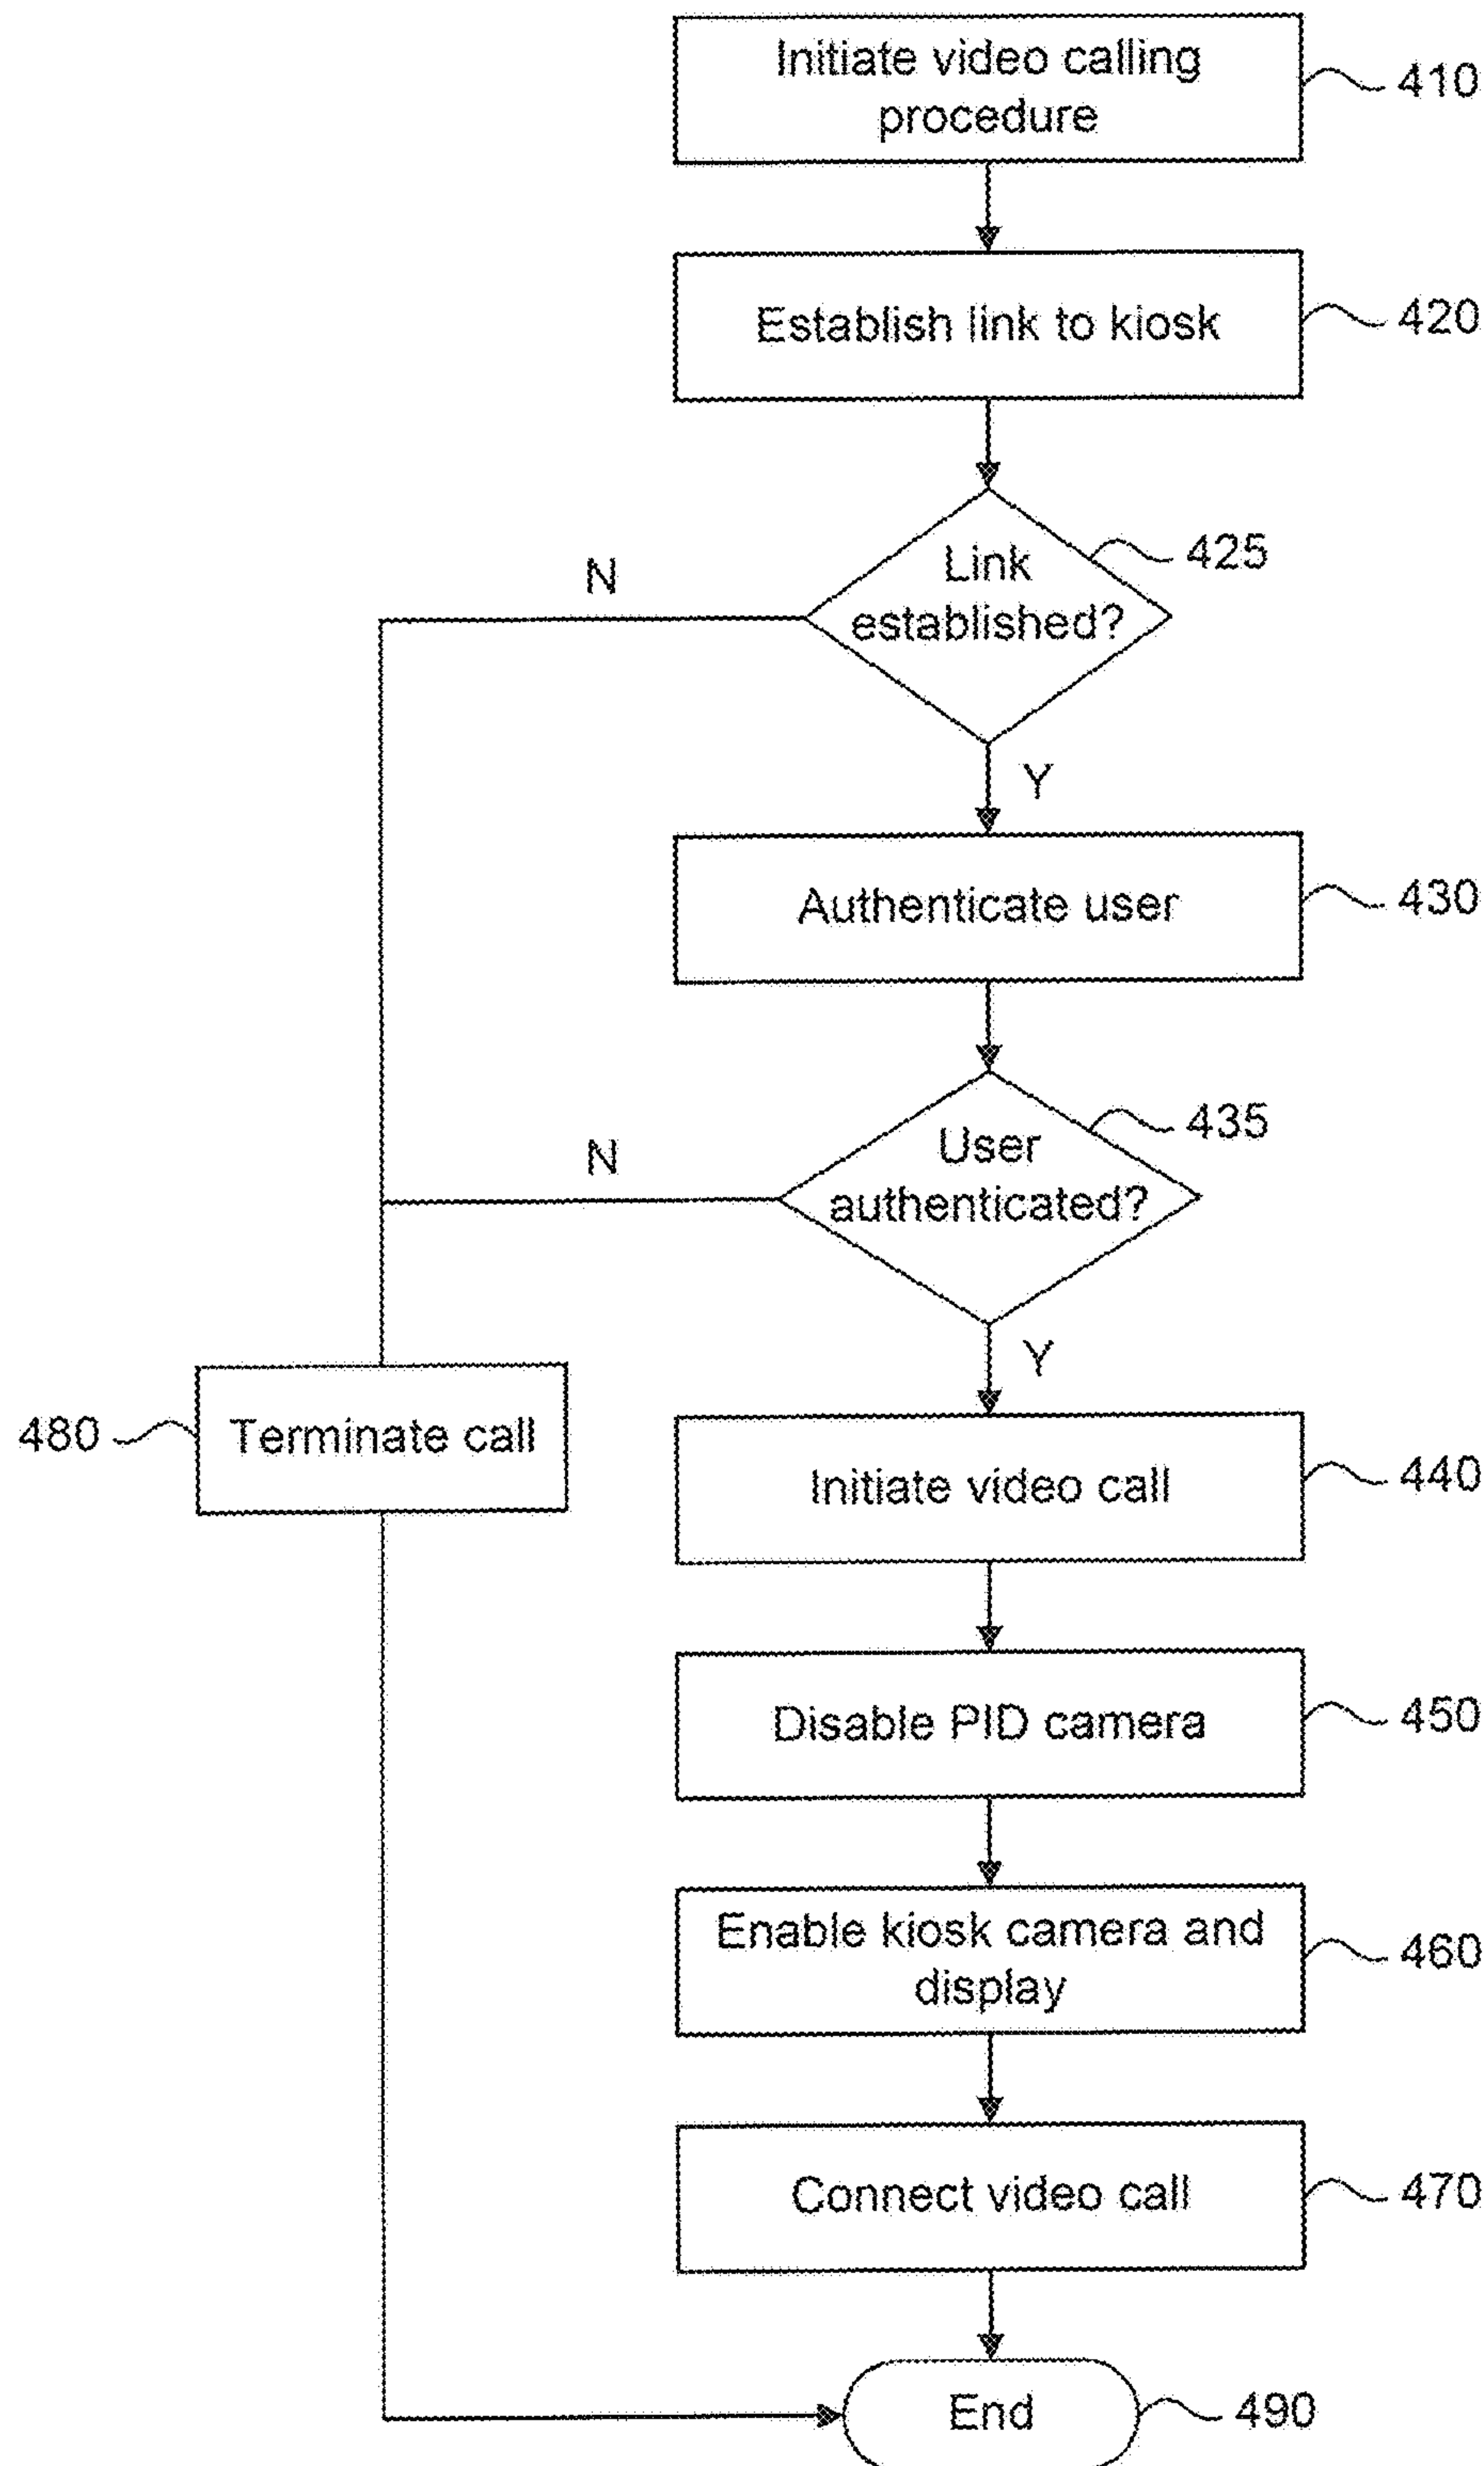 Initiate video calling
procedure
410
Establish link to kiosk
420
Link
established?
425
N
Y
Authenticate user
430
User
authenticated?
435
N
Y
480
Terminate call
Initiate video call
440
Disable PID camera
450
Enable kiosk camera and
display
460
Connect video call
470
End
490